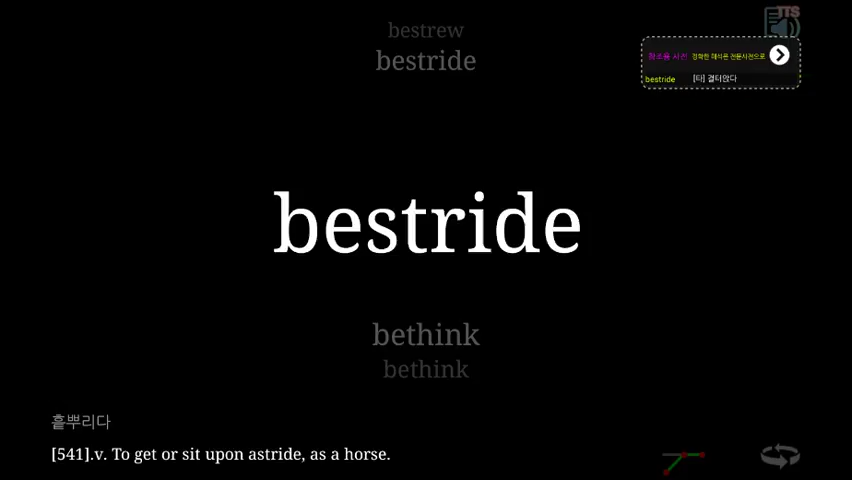 bestrew
bestride
TTS
참조용 사전 정확한 해석은 전문사전으로
bestride [타] 걸터앉다
bestride
bethink
bethink
흩뿌리다
[541].v. To get or sit upon astride, as a horse.